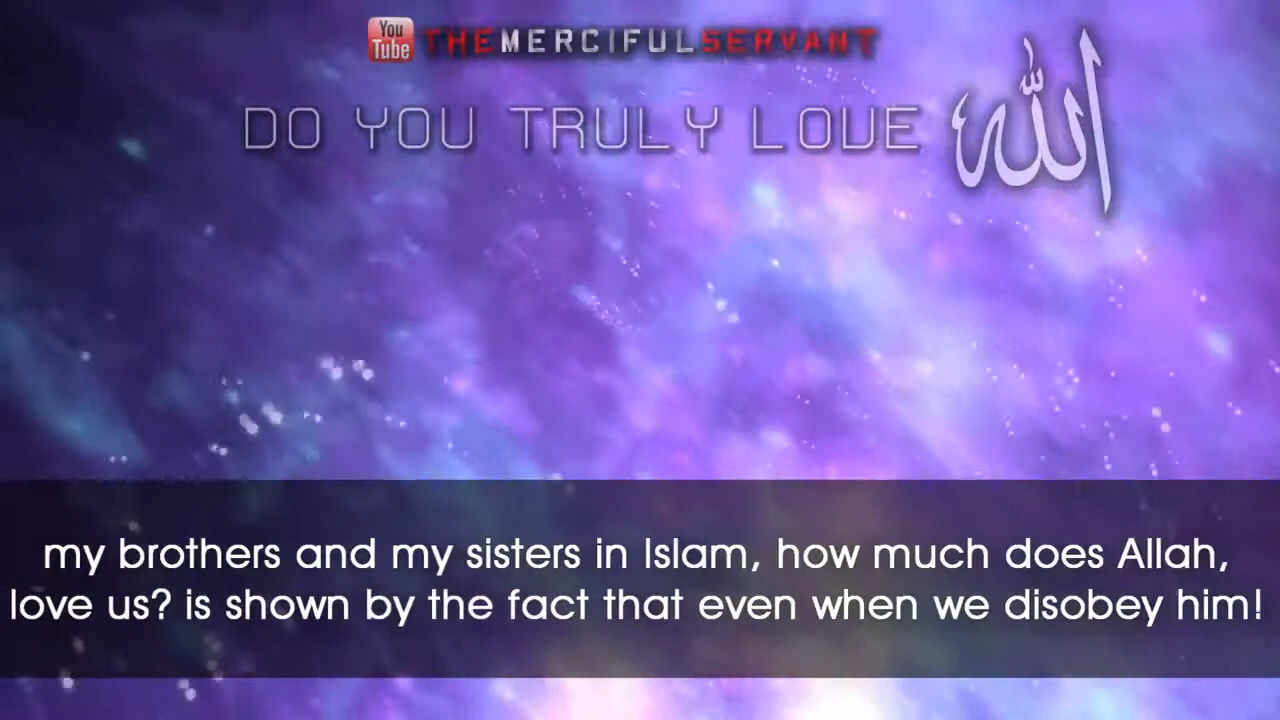 You Tube THEMERCIFULSERVANT
DO YOU TRULY LOVE الله
my brothers and my sisters in Islam, how much does Allah,
love us? is shown by the fact that even when we disobey him!